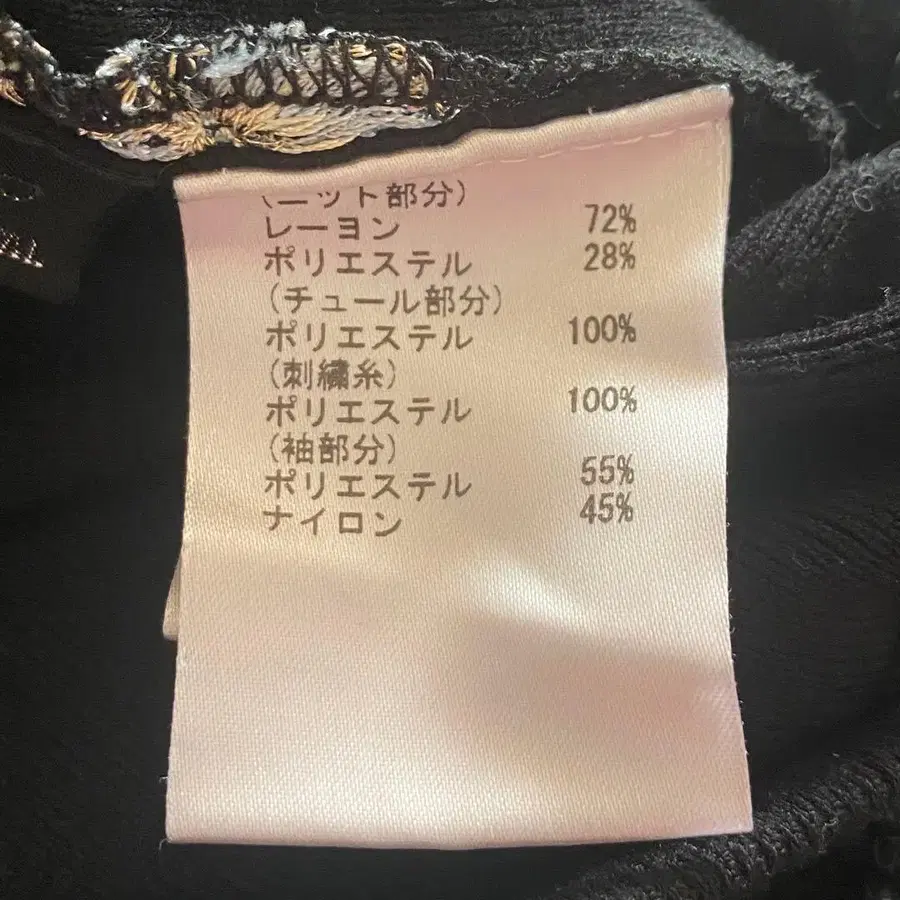 (ニット部分)
レーヨン 72%
ポリエステル 28%
(チュール部分)
ポリエステル 100%
(刺繍糸)
ポリエステル 100%
(袖部分)
ポリエステル 55%
ナイロン 45%